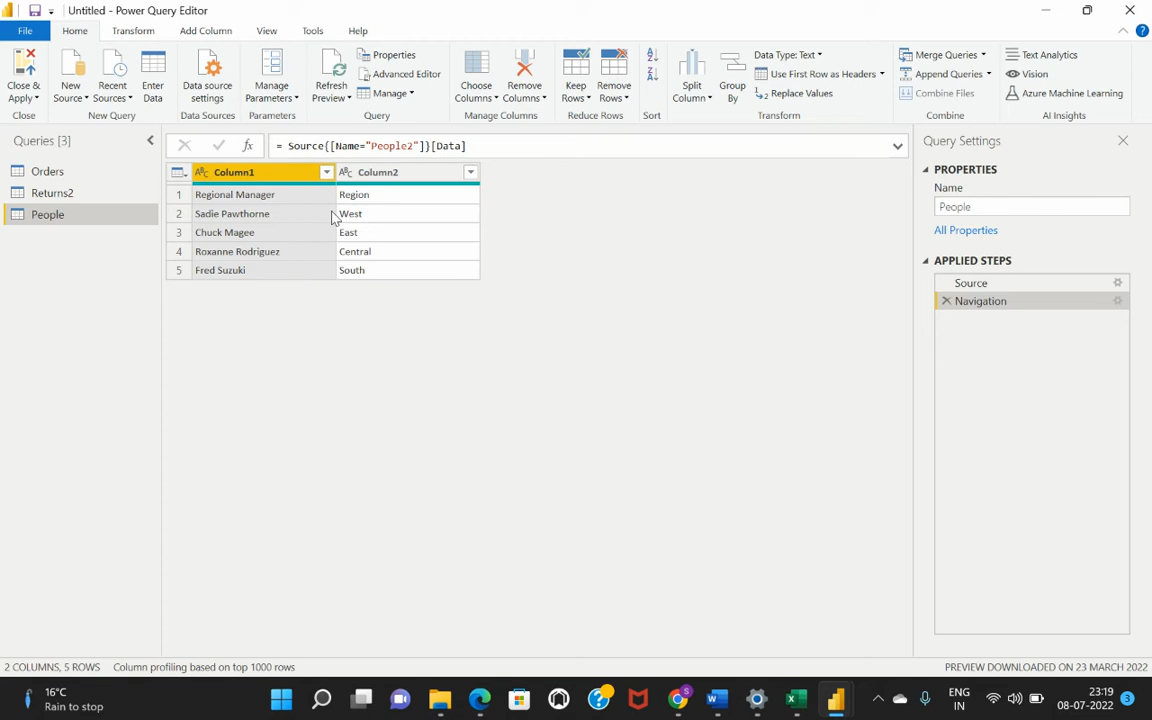 Untitled - Power Query Editor
File Home Transform Add Column View Tools Help
Close & Apply
Close
New Source
Recent Sources
Enter Data
New Query
Data source settings
Data Sources
Manage Parameters
Parameters
Refresh Preview
Properties
Advanced Editor
Manage
Query
Choose Columns
Remove Columns
Manage Columns
Keep Rows
Remove Rows
Reduce Rows
Sort
Split Column
Group By
Data Type: Text
Use First Row as Headers
Replace Values
Transform
Merge Queries
Append Queries
Combine Files
Combine
Text Analytics
Vision
Azure Machine Learning
AI Insights
Queries [3]
Orders
Returns2
People
= Source{[Name="People2"]}[Data]
Column1 Column2
1 Regional Manager Region
2 Sadie Pawthorne West
3 Chuck Magee East
4 Roxanne Rodriguez Central
5 Fred Suzuki South
Query Settings
PROPERTIES
Name
People
All Properties
APPLIED STEPS
Source
Navigation
2 COLUMNS, 5 ROWS Column profiling based on top 1000 rows
PREVIEW DOWNLOADED ON 23 MARCH 2022
16°C
Rain to stop
ENG
IN
23:19
08-07-2022
3